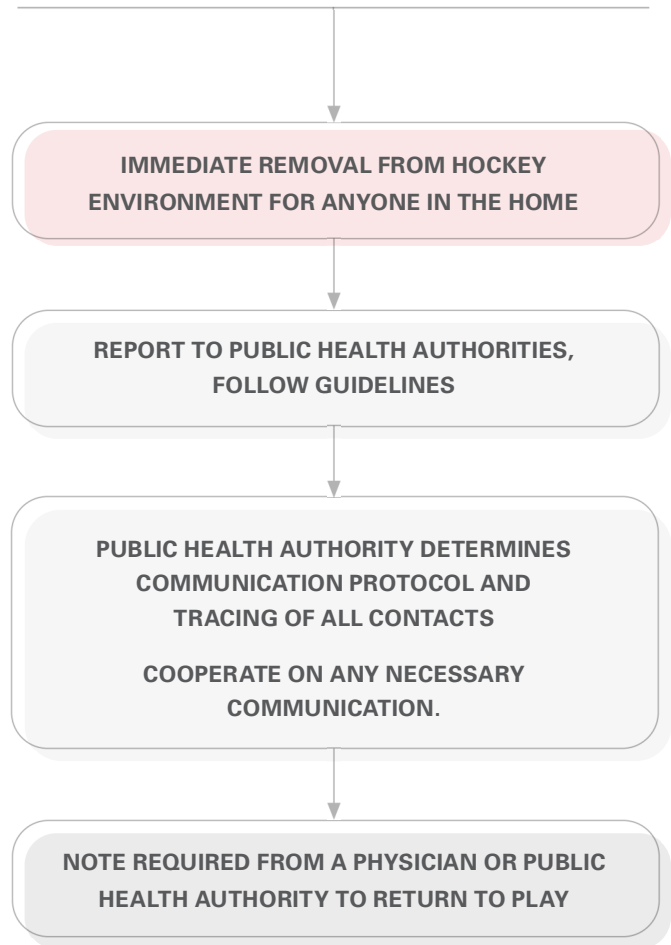 IMMEDIATE REMOVAL FROM HOCKEY
ENVIRONMENT FOR ANYONE IN THE HOME
REPORT TO PUBLIC HEALTH AUTHORITIES,
FOLLOW GUIDELINES
PUBLIC HEALTH AUTHORITY DETERMINES
COMMUNICATION PROTOCOL AND
TRACING OF ALL CONTACTS
COOPERATE ON ANY NECESSARY
COMMUNICATION.
NOTE REQUIRED FROM A PHYSICIAN OR PUBLIC
HEALTH AUTHORITY TO RETURN TO PLAY